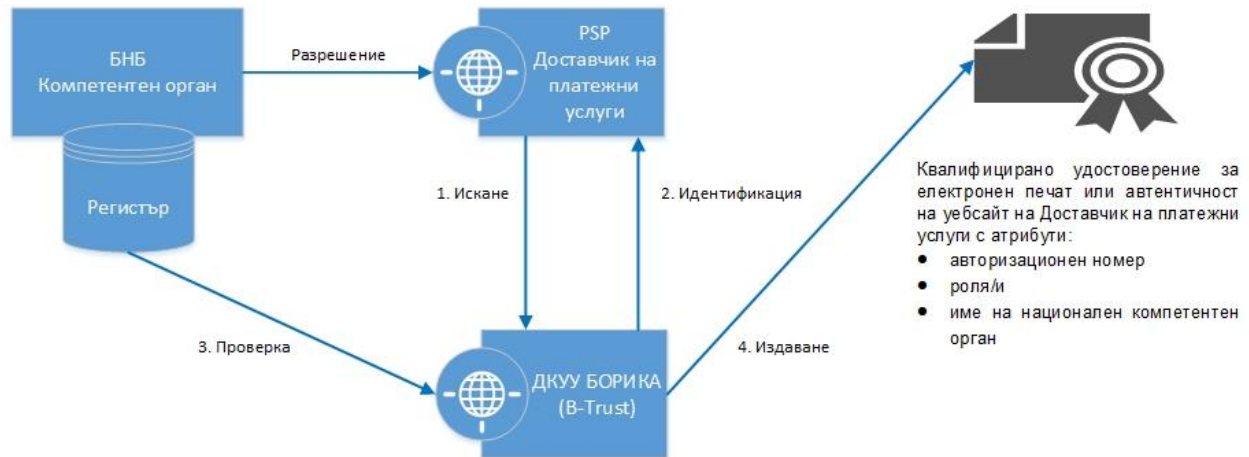 БНБ
Компетентен орган
Регистър
Разрешение
PSP
Доставчик на
платежни
услуги
1. Искане
2. Идентификация
3. Проверка
4. Издаване
ДКУУ БОРИКА
(B-Trust)
Квалифицирано удостоверение за
електронен печат или автентичност
на уебсайт на Доставчик на платежни
услуги с атрибути:
● авторизационен номер
● роля/и
● име на национален компетентен
орган